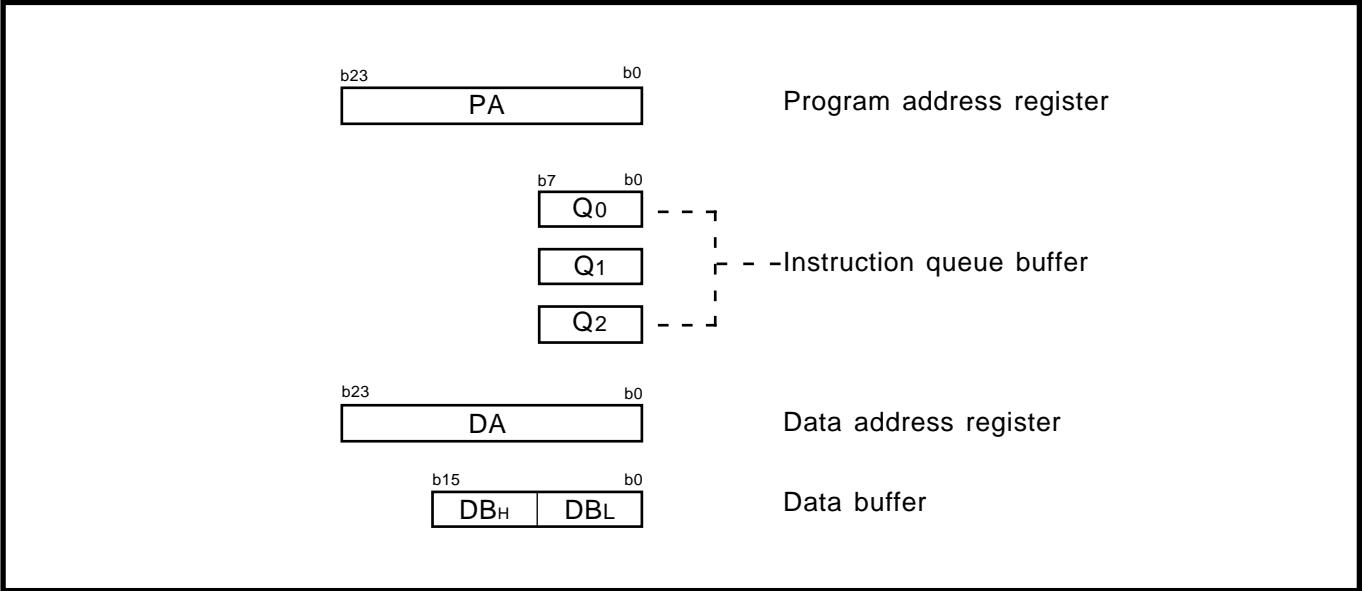 b23 b0
PA Program address register
b7 b0
Q0
Q1 Instruction queue buffer
Q2
b23 b0
DA Data address register
b15 b0
DBH DBL Data buffer